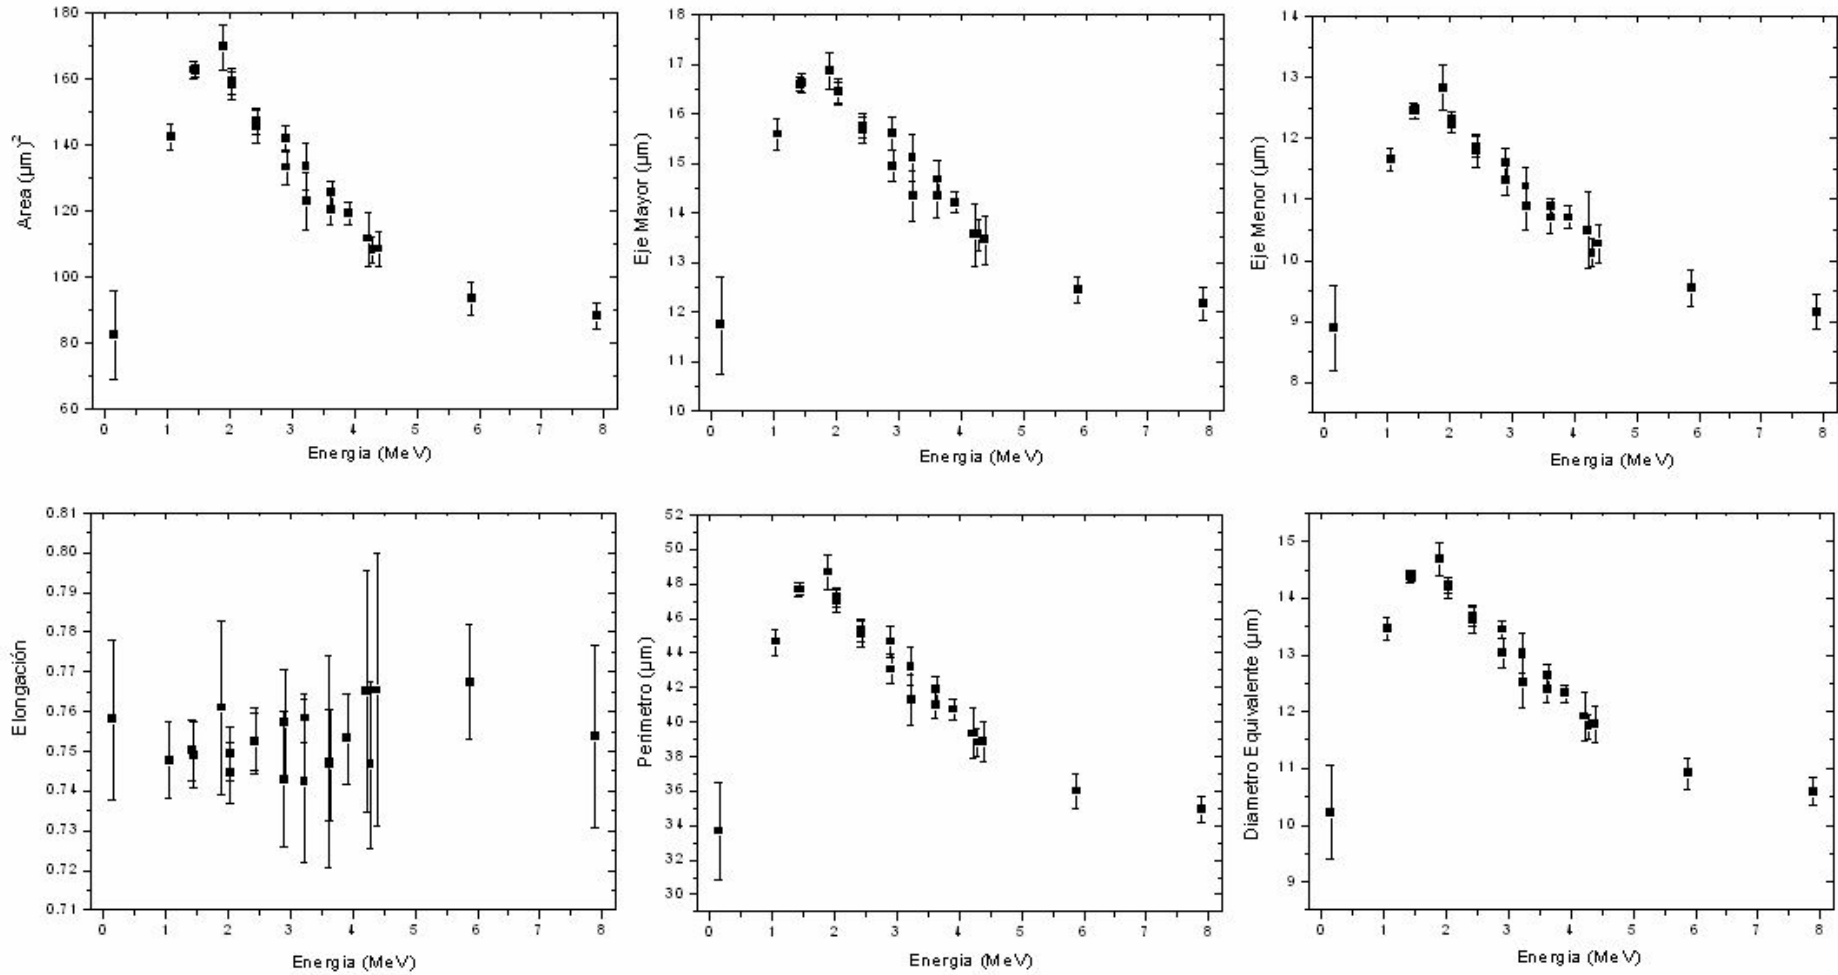 180
160
140
120
100
80
60
Area (µm)²
0 1 2 3 4 5 6 7 8
Energia (MeV)
18
17
16
15
14
13
12
11
10
Eje Mayor (µm)
0 1 2 3 4 5 6 7 8
Energia (MeV)
14
13
12
11
10
9
8
Eje Menor (µm)
0 1 2 3 4 5 6 7 8
Energia (MeV)
0.81
0.80
0.79
0.78
0.77
0.76
0.75
0.74
0.73
0.72
0.71
Elongación
0 1 2 3 4 5 6 7 8
Energia (MeV)
52
50
48
46
44
42
40
38
36
34
32
30
Perimetro (µm)
0 1 2 3 4 5 6 7 8
Energia (MeV)
15
14
13
12
11
10
9
Diametro Equivalente (µm)
0 1 2 3 4 5 6 7 8
Energia (MeV)